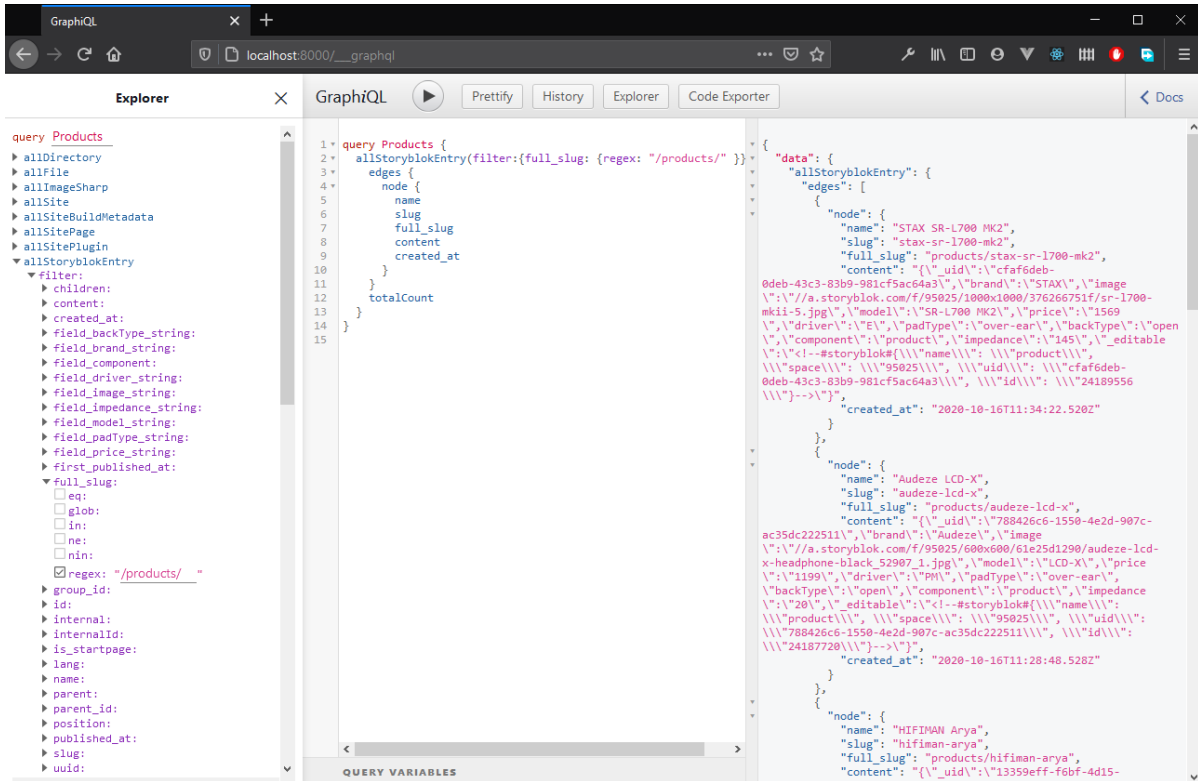 GraphiQL
localhost:8000/___graphql
Explorer
query Products
allDirectory
allFile
allImageSharp
allSite
allSiteBuildMetadata
allSitePage
allSitePlugin
allStoryblokEntry
filter:
children:
content:
created_at:
field_backType_string:
field_brand_string:
field_component:
field_driver_string:
field_image_string:
field_impedance_string:
field_model_string:
field_padType_string:
field_price_string:
first_published_at:
full_slug:
eq:
glob:
in:
ne:
nin:
regex: "/products/ "
group_id:
id:
internal:
internalId:
is_startpage:
lang:
name:
parent:
parent_id:
position:
published_at:
slug:
uuid:
GraphiQL Prettify History Explorer Code Exporter Docs
1 query Products {
2 allStoryblokEntry(filter:{full_slug: {regex: "/products/" }}
3 edges {
4 node {
5 name
6 slug
7 full_slug
8 content
9 created_at
10 }
11 }
12 totalCount
13 }
14 }
15
QUERY VARIABLES
{
"data": {
"allStoryblokEntry": {
"edges": [
{
"node": {
"name": "STAX SR-L700 MK2",
"slug": "stax-sr-l700-mk2",
"full_slug": "products/stax-sr-l700-mk2",
"content": "{\"_uid\":\"cfaf6deb-
0deb-43c3-83b9-981cf5ac64a3\",\"brand\":\"STAX\",\"image
\":\"//a.storyblok.com/f/95025/1000x1000/376266751f/sr-l700-
mkii-5.jpg\",\"model\":\"SR-L700 MK2\",\"price\":\"1569
\",\"driver\":\"E\",\"padType\":\"over-ear\",\"backType\":\"open
\",\"component\":\"product\",\"impedance\":\"145\",\"_editable
\":\"<!--#storyblok#{\\\"name\\\": \\\"product\\\",
\\\"space\\\": \\\"95025\\\", \\\"uid\\\": \\\"cfaf6deb-
0deb-43c3-83b9-981cf5ac64a3\\\", \\\"id\\\": \\\"24189556
\\\"}-->\"}",
"created_at": "2020-10-16T11:34:22.520Z"
}
},
{
"node": {
"name": "Audeze LCD-X",
"slug": "audeze-lcd-x",
"full_slug": "products/audeze-lcd-x",
"content": "{\"_uid\":\"788426c6-1550-4e2d-907c-
ac35dc222511\",\"brand\":\"Audeze\",\"image
\":\"//a.storyblok.com/f/95025/600x600/61e25d1290/audeze-lcd-
x-headphone-black_52907_1.jpg\",\"model\":\"LCD-X\",\"price
\":\"1199\",\"driver\":\"PM\",\"padType\":\"over-ear\",
\"backType\":\"open\",\"component\":\"product\",\"impedance
\":\"20\",\"_editable\":\"<!--#storyblok#{\\\"name\\\":
\\\"product\\\", \\\"space\\\": \\\"95025\\\", \\\"uid\\\":
\\\"788426c6-1550-4e2d-907c-ac35dc222511\\\", \\\"id\\\":
\\\"24187720\\\"}-->\"}",
"created_at": "2020-10-16T11:28:48.528Z"
}
},
{
"node": {
"name": "HIFIMAN Arya",
"slug": "hifiman-arya",
"full_slug": "products/hifiman-arya",
"content": "{\"_uid\":\"13359eff-f6bf-4d15-